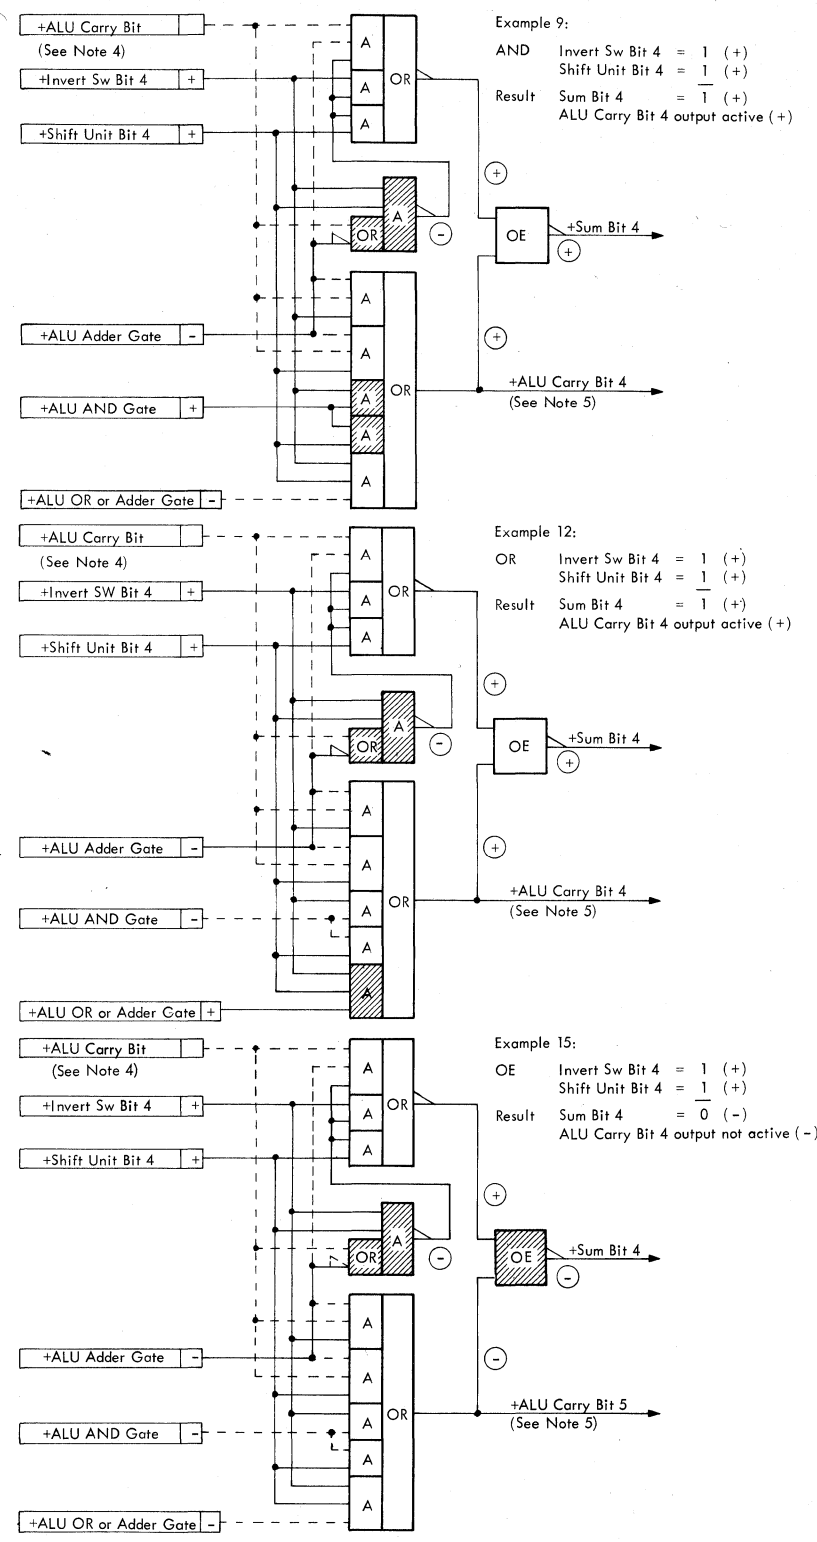 +ALU Carry Bit
(See Note 4)
+Invert Sw Bit 4 +
+Shift Unit Bit 4 +
+ALU Adder Gate -
+ALU AND Gate +
+ALU OR or Adder Gate -
A
A
A
OR
A
OR
-
A
A
A
A
A
OR
+
+
OE
+Sum Bit 4
+
+ALU Carry Bit 4
(See Note 5)
Example 9:
AND Invert Sw Bit 4 = 1 (+)
Shift Unit Bit 4 = 1 (+)
Result Sum Bit 4 = 1 (+)
ALU Carry Bit 4 output active (+)
+ALU Carry Bit
(See Note 4)
+Invert SW Bit 4 +
+Shift Unit Bit 4 +
+ALU Adder Gate -
+ALU AND Gate -
+ALU OR or Adder Gate +
A
A
A
OR
A
OR
-
A
A
A
A
A
OR
+
+
OE
+Sum Bit 4
+
+ALU Carry Bit 4
(See Note 5)
Example 12:
OR Invert Sw Bit 4 = 1 (+)
Shift Unit Bit 4 = 1 (+)
Result Sum Bit 4 = 1 (+)
ALU Carry Bit 4 output active (+)
+ALU Carry Bit
(See Note 4)
+Invert Sw Bit 4 +
+Shift Unit Bit 4 +
+ALU Adder Gate -
+ALU AND Gate -
+ALU OR or Adder Gate -
A
A
A
OR
A
OR
-
A
A
A
A
A
OR
+
-
OE
+Sum Bit 4
-
+ALU Carry Bit 5
(See Note 5)
Example 15:
OE Invert Sw Bit 4 = 1 (+)
Shift Unit Bit 4 = 1 (+)
Result Sum Bit 4 = 0 (-)
ALU Carry Bit 4 output not active (-)